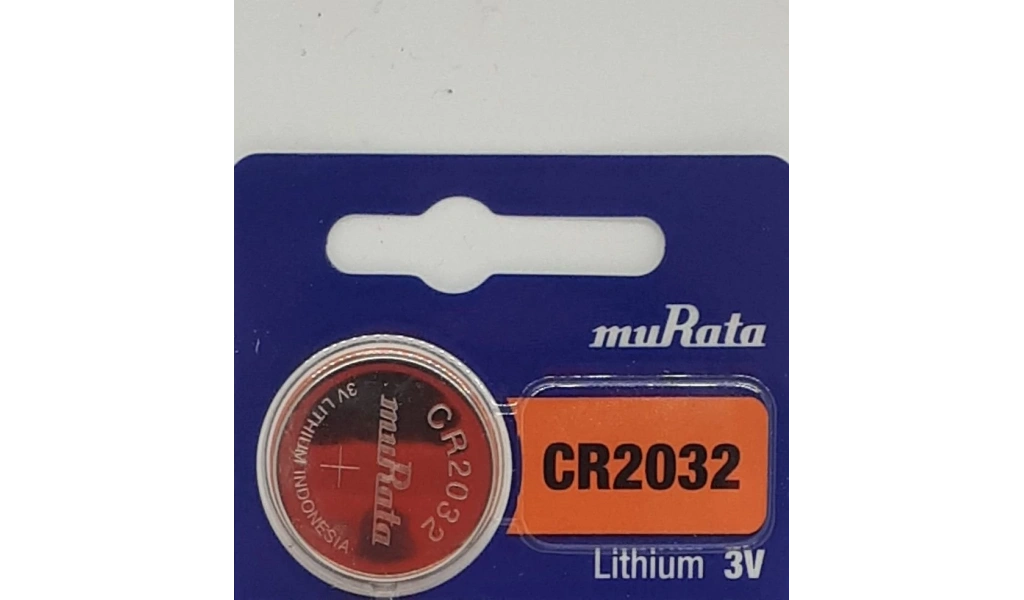 muRata
CR2032
Lithium 3V
CR2032
muRata
3V LITHIUM INDONESIA
+